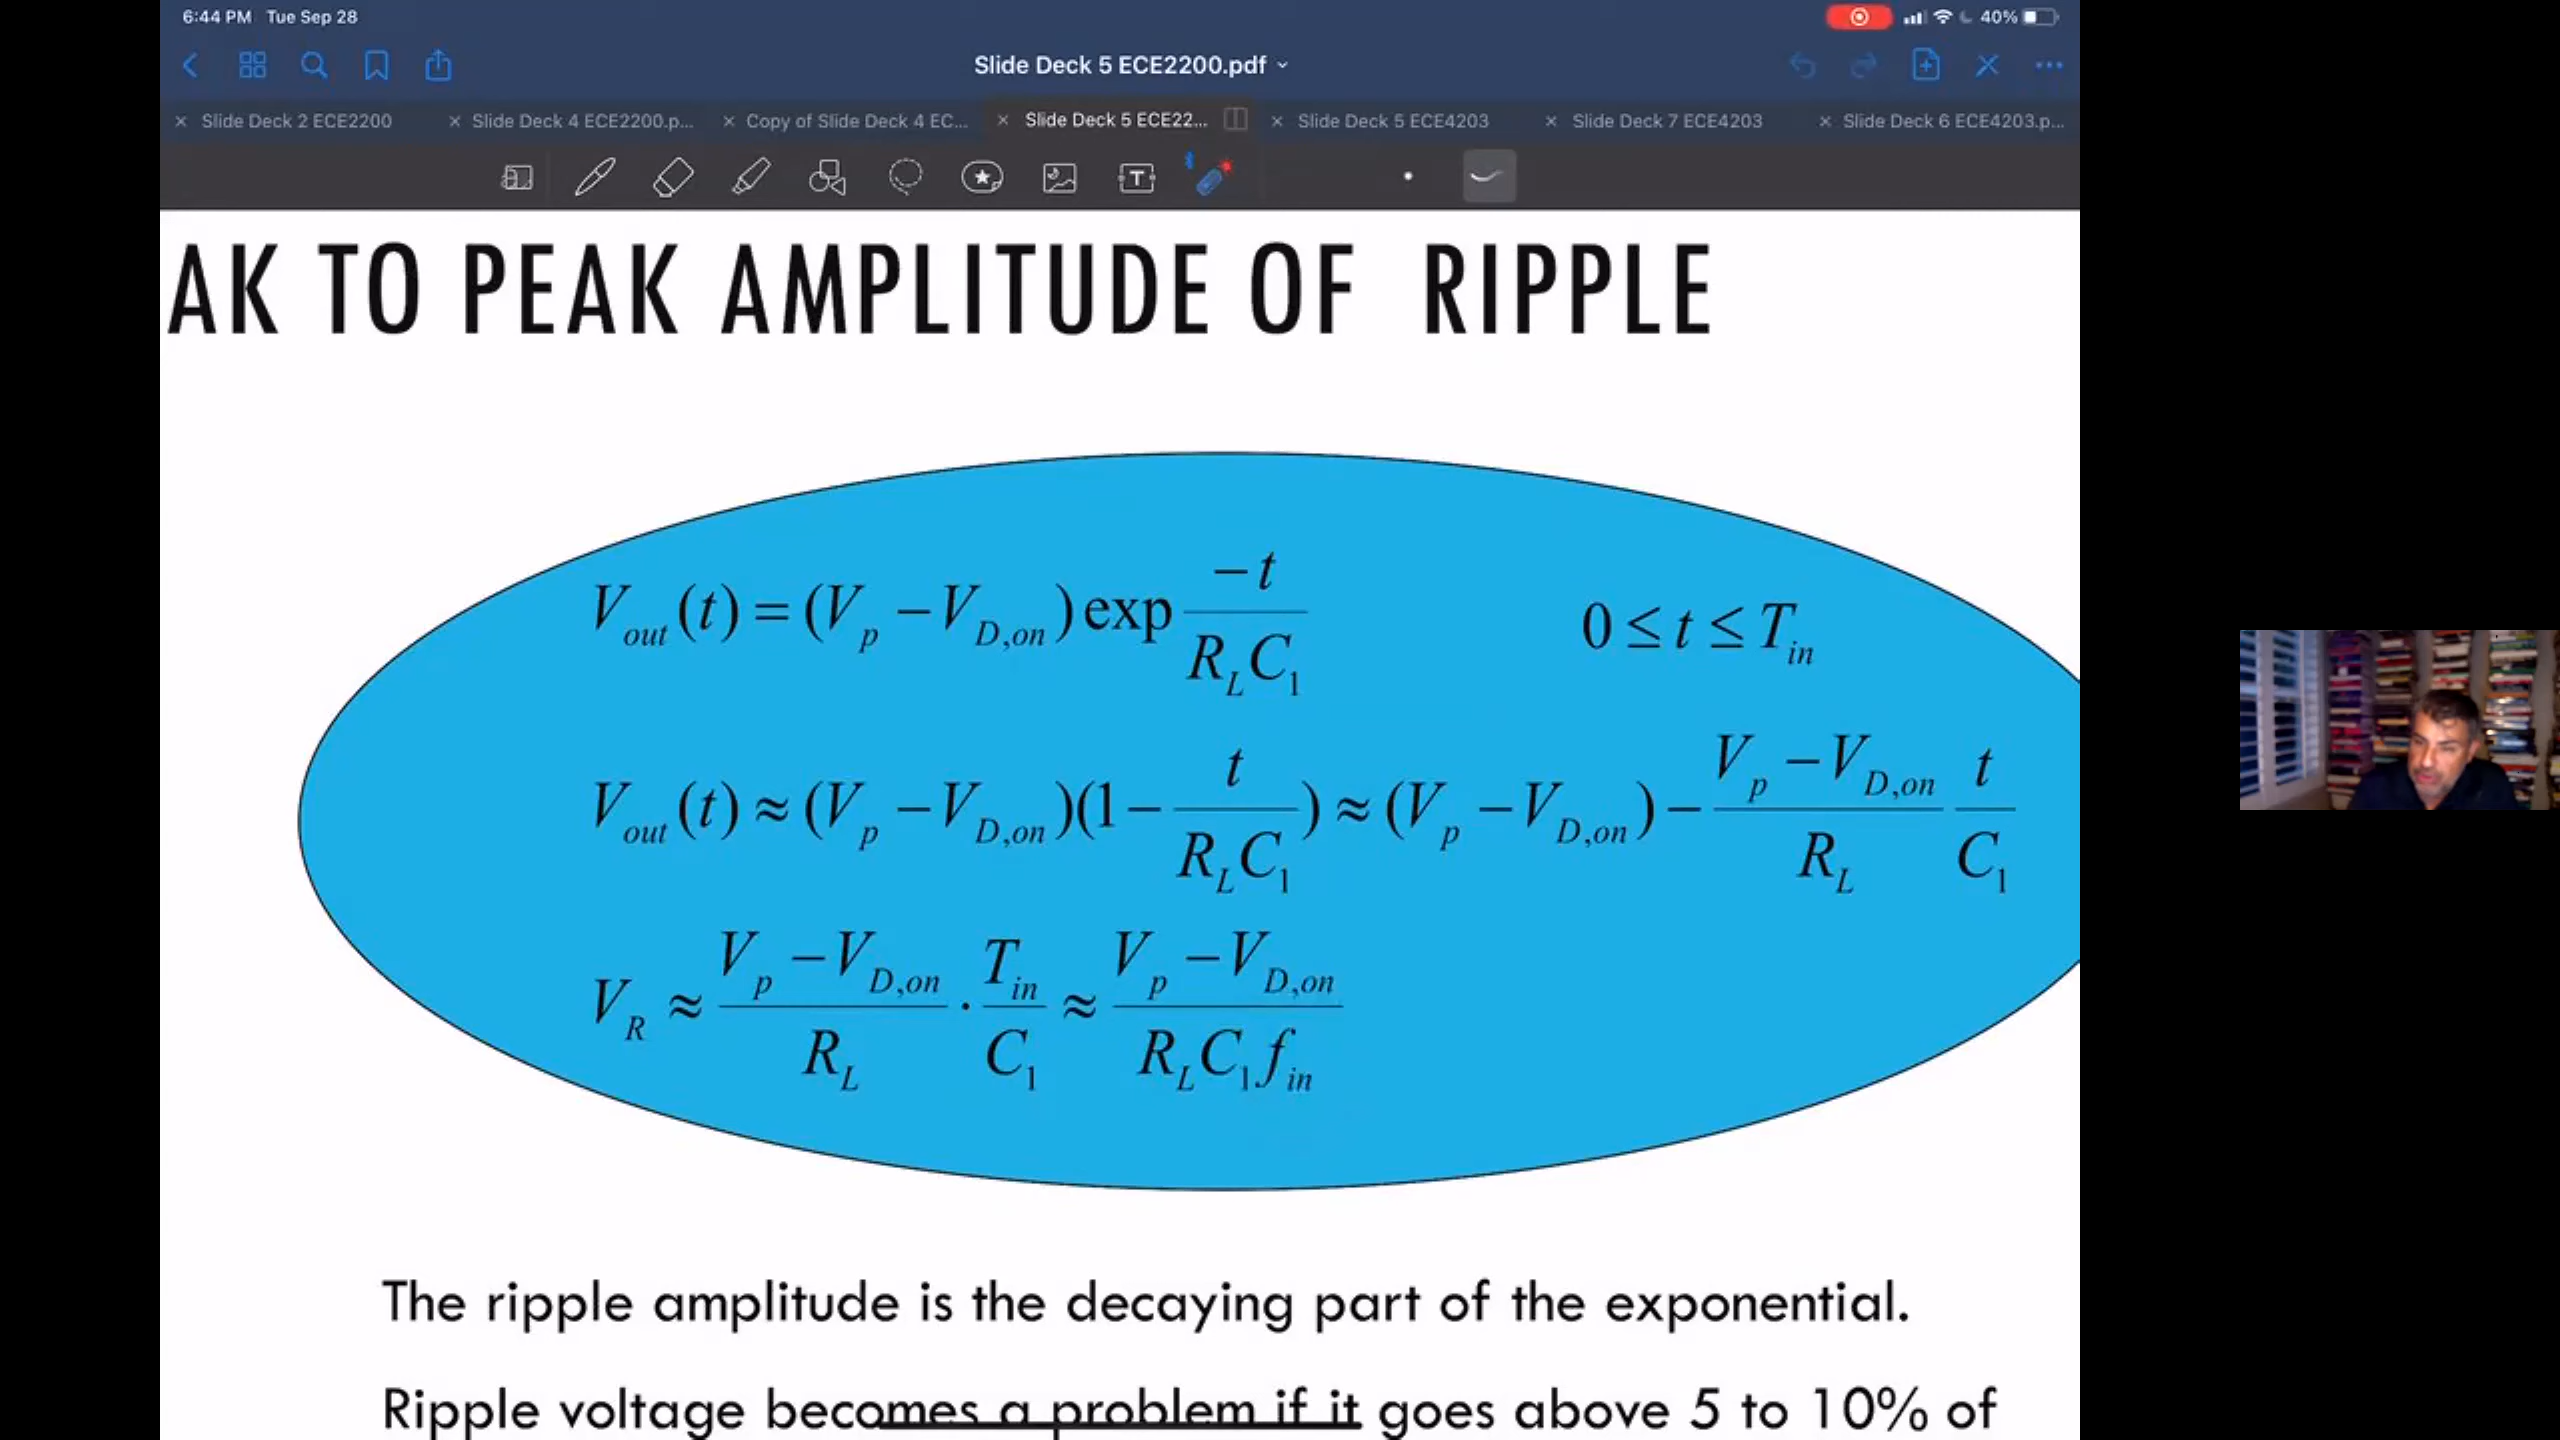 6:44 PM Tue Sep 28
40%
Slide Deck 5 ECE2200.pdf
Slide Deck 2 ECE2200
Slide Deck 4 ECE2200.p...
Copy of Slide Deck 4 EC...
Slide Deck 5 ECE22...
Slide Deck 5 ECE4203
Slide Deck 7 ECE4203
Slide Deck 6 ECE4203.p...
AK TO PEAK AMPLITUDE OF RIPPLE
V_out(t) = (V_p − V_D,on) exp −t / R_L C_1    0 ≤ t ≤ T_in
V_out(t) ≈ (V_p − V_D,on)(1 − t / R_L C_1) ≈ (V_p − V_D,on) − (V_p − V_D,on) / R_L t / C_1
V_R ≈ (V_p − V_D,on) / R_L · T_in / C_1 ≈ (V_p − V_D,on) / R_L C_1 f_in
The ripple amplitude is the decaying part of the exponential.
Ripple voltage becomes a problem if it goes above 5 to 10% of